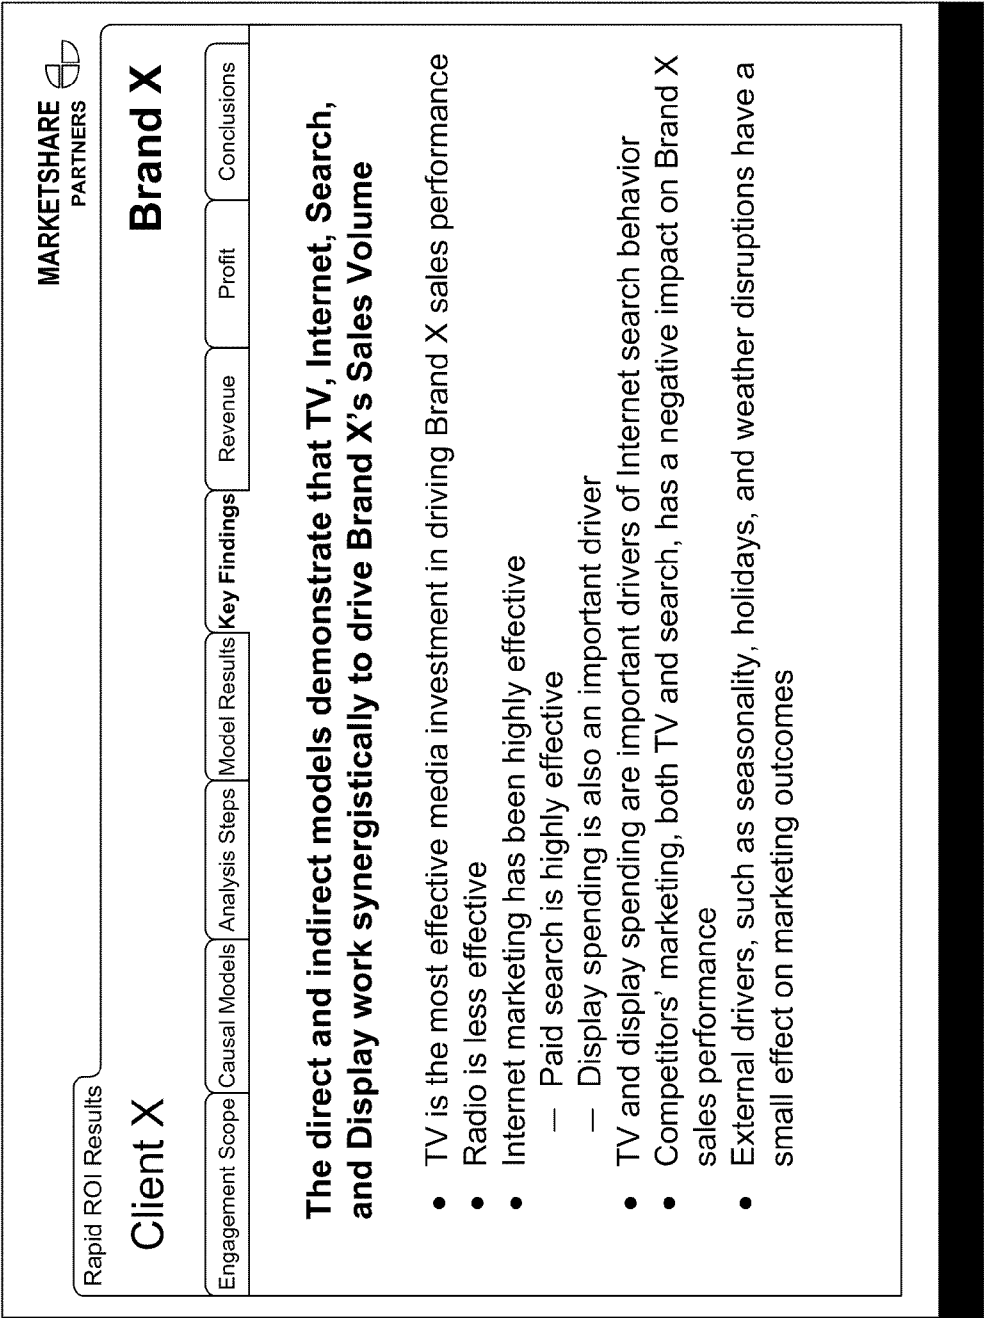 MARKETSHARE
PARTNERS
Rapid ROI Results
Client X
Brand X
Engagement Scope
Causal Models
Analysis Steps
Model Results
Key Findings
Revenue
Profit
Conclusions
The direct and indirect models demonstrate that TV, Internet, Search,
and Display work synergistically to drive Brand X's Sales Volume
• TV is the most effective media investment in driving Brand X sales performance
• Radio is less effective
• Internet marketing has been highly effective
— Paid search is highly effective
— Display spending is also an important driver
• TV and display spending are important drivers of Internet search behavior
• Competitors' marketing, both TV and search, has a negative impact on Brand X
sales performance
• External drivers, such as seasonality, holidays, and weather disruptions have a
small effect on marketing outcomes